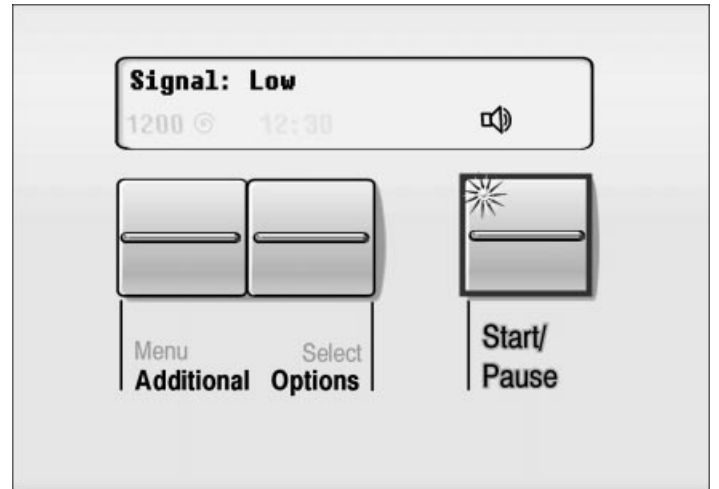 Signal: Low
1200 12:30
Menu Select
Additional Options
Start/
Pause